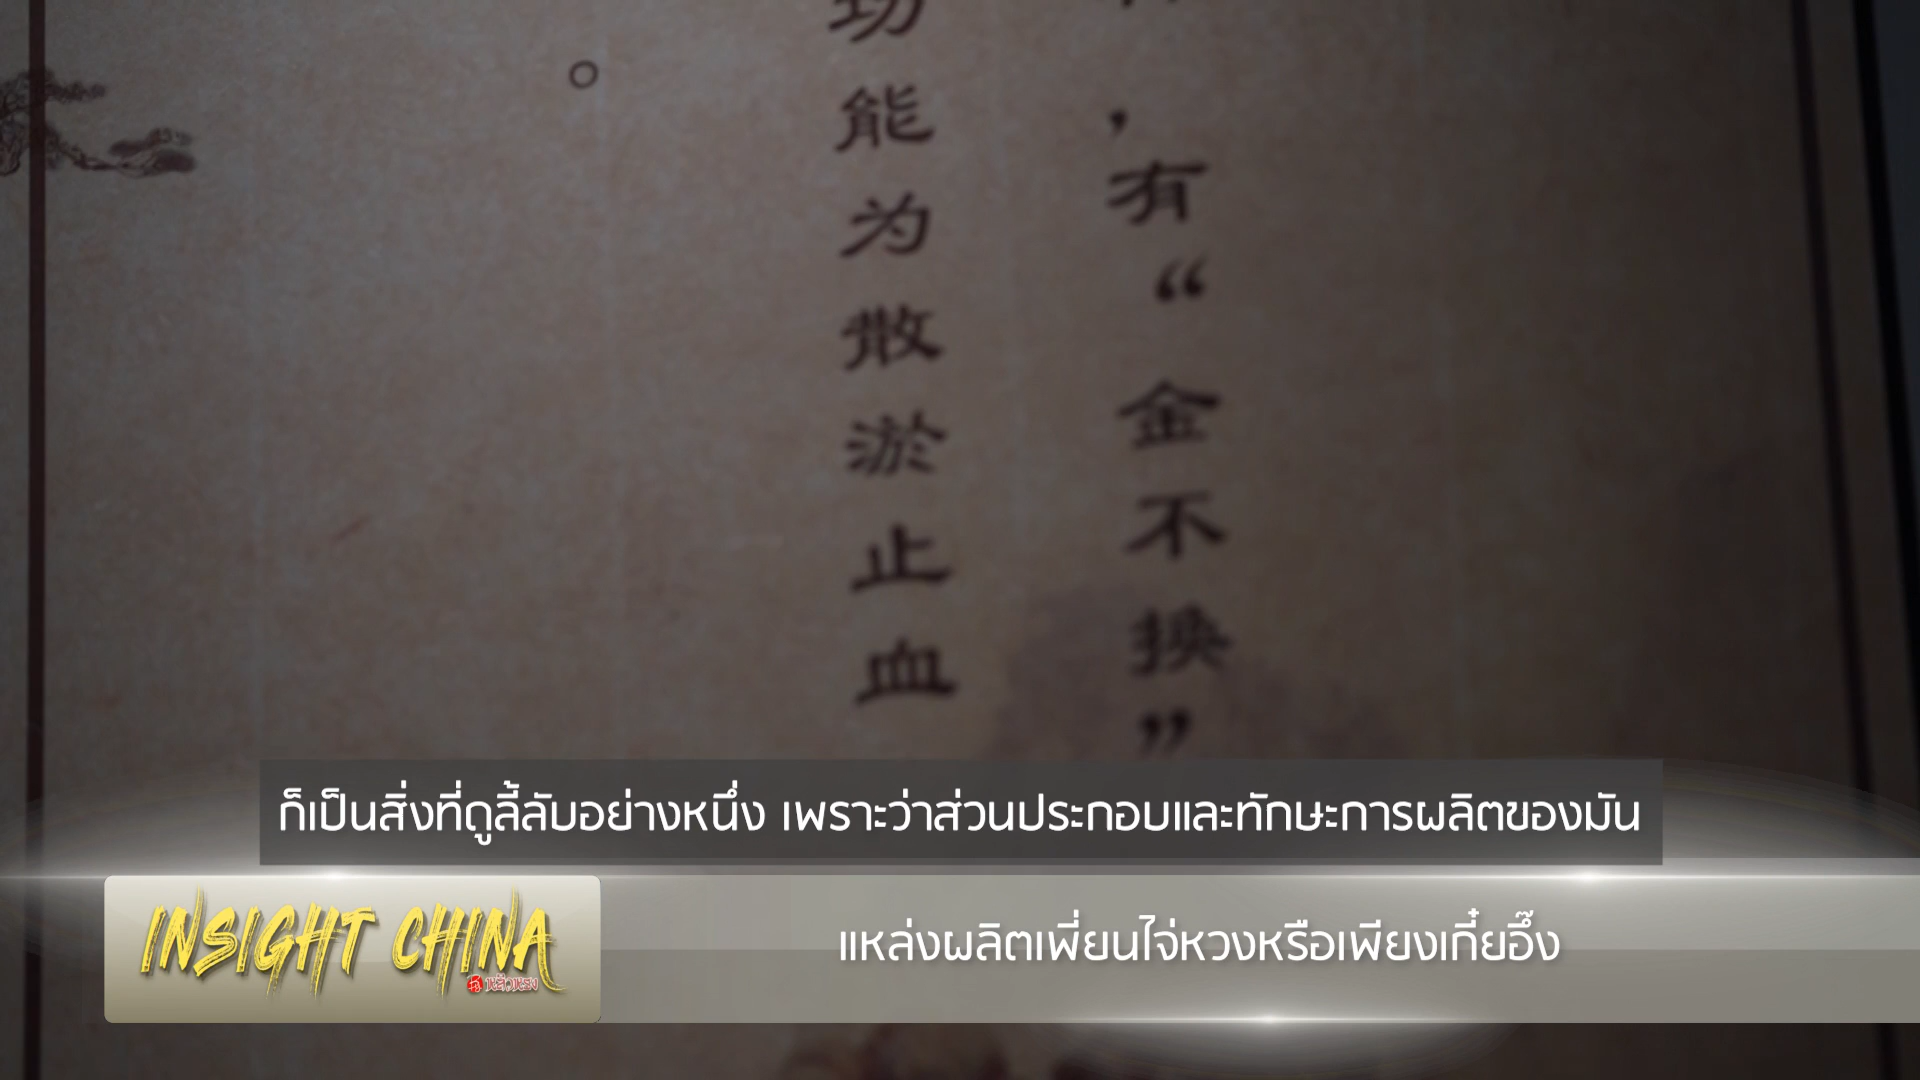 ，有“金不换”
功能为散淤止血
。
ก็เป็นสิ่งที่ดูลี้ลับอย่างหนึ่ง เพราะว่าส่วนประกอบและทักษะการผลิตของมัน
INSIGHT CHINA
แหล่งผลิตเพี่ยนไจ่หวงหรือเพียงเกี๋ยอึ๊ง